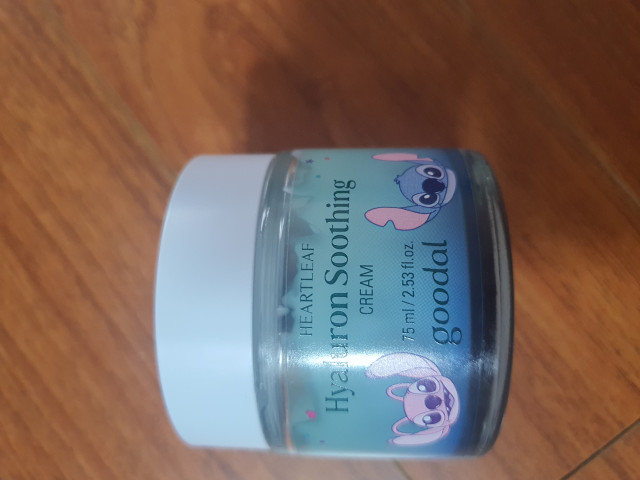 HEARTLEAF
Hyaluron Soothing
CREAM
75 ml / 2.53 fl.oz.
goodal